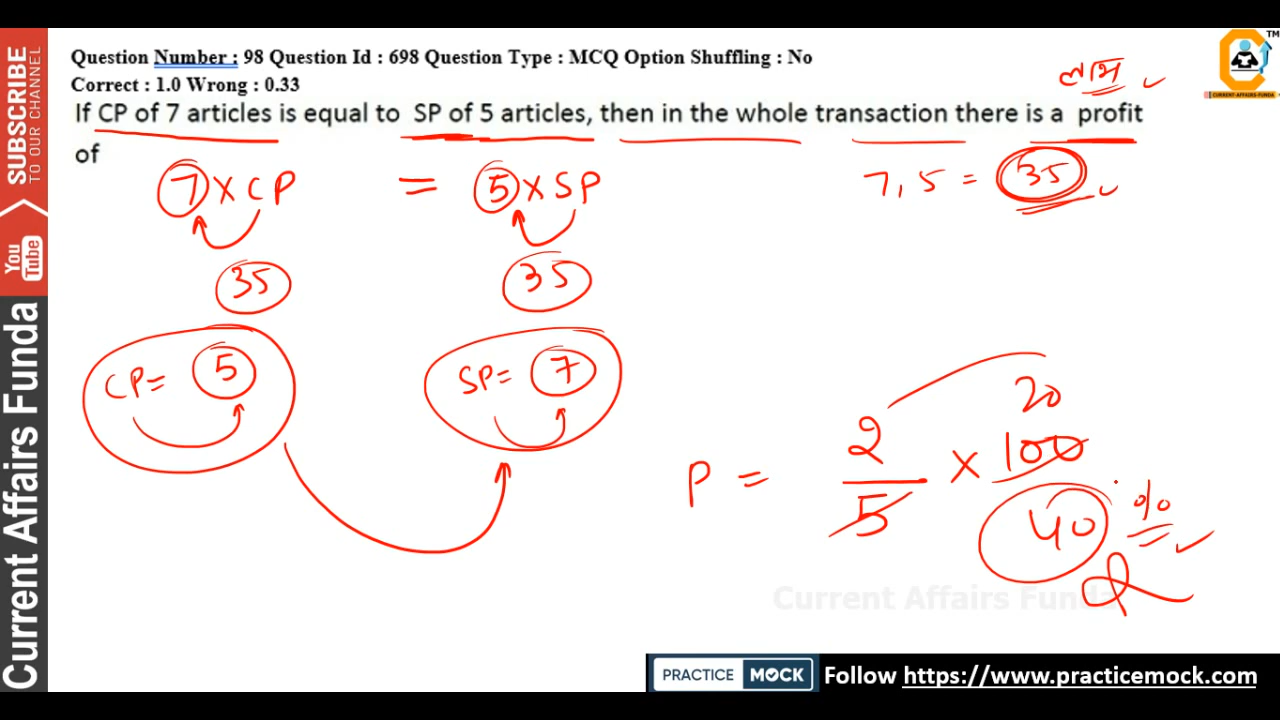 Question Number : 98 Question Id : 698 Question Type : MCQ Option Shuffling : No
Correct : 1.0 Wrong : 0.33
लाभ
If CP of 7 articles is equal to SP of 5 articles, then in the whole transaction there is a profit
of
7 X CP = 5 X SP
7, 5 = 35
35 35
CP = 5 SP = 7
20
P = 2/5 X 100
40 %
Current Affairs Funda
PRACTICE MOCK Follow https://www.practicemock.com
SUBSCRIBE
TO OUR CHANNEL
You Tube
Current Affairs Funda
C TM
CURRENT-AFFAIRS-FUNDA